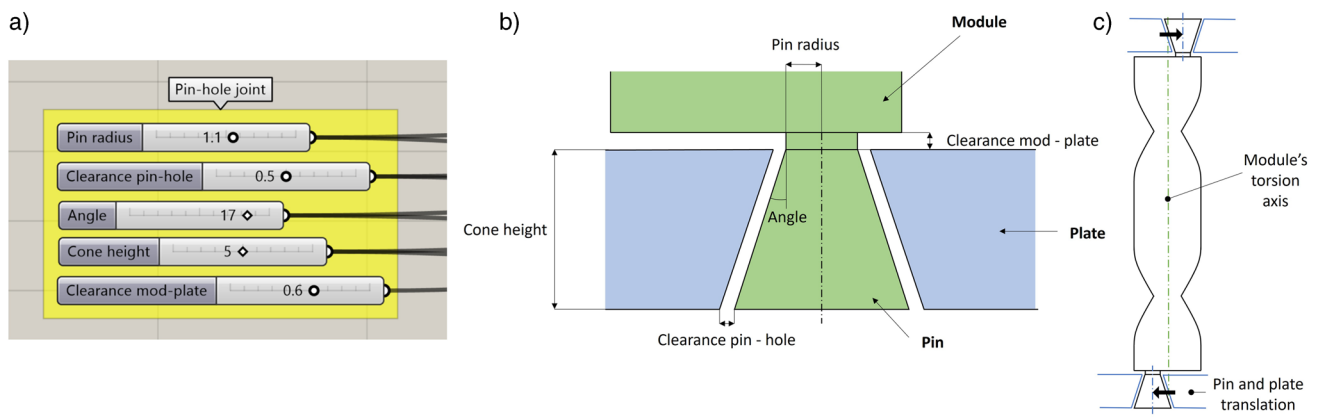 a)
Pin-hole joint
Pin radius 1.1
Clearance pin-hole 0.5
Angle 17
Cone height 5
Clearance mod-plate 0.6
b)
Module
Pin radius
Clearance mod - plate
Angle
Cone height
Plate
Clearance pin - hole
Pin
c)
Module's
torsion
axis
Pin and plate
translation